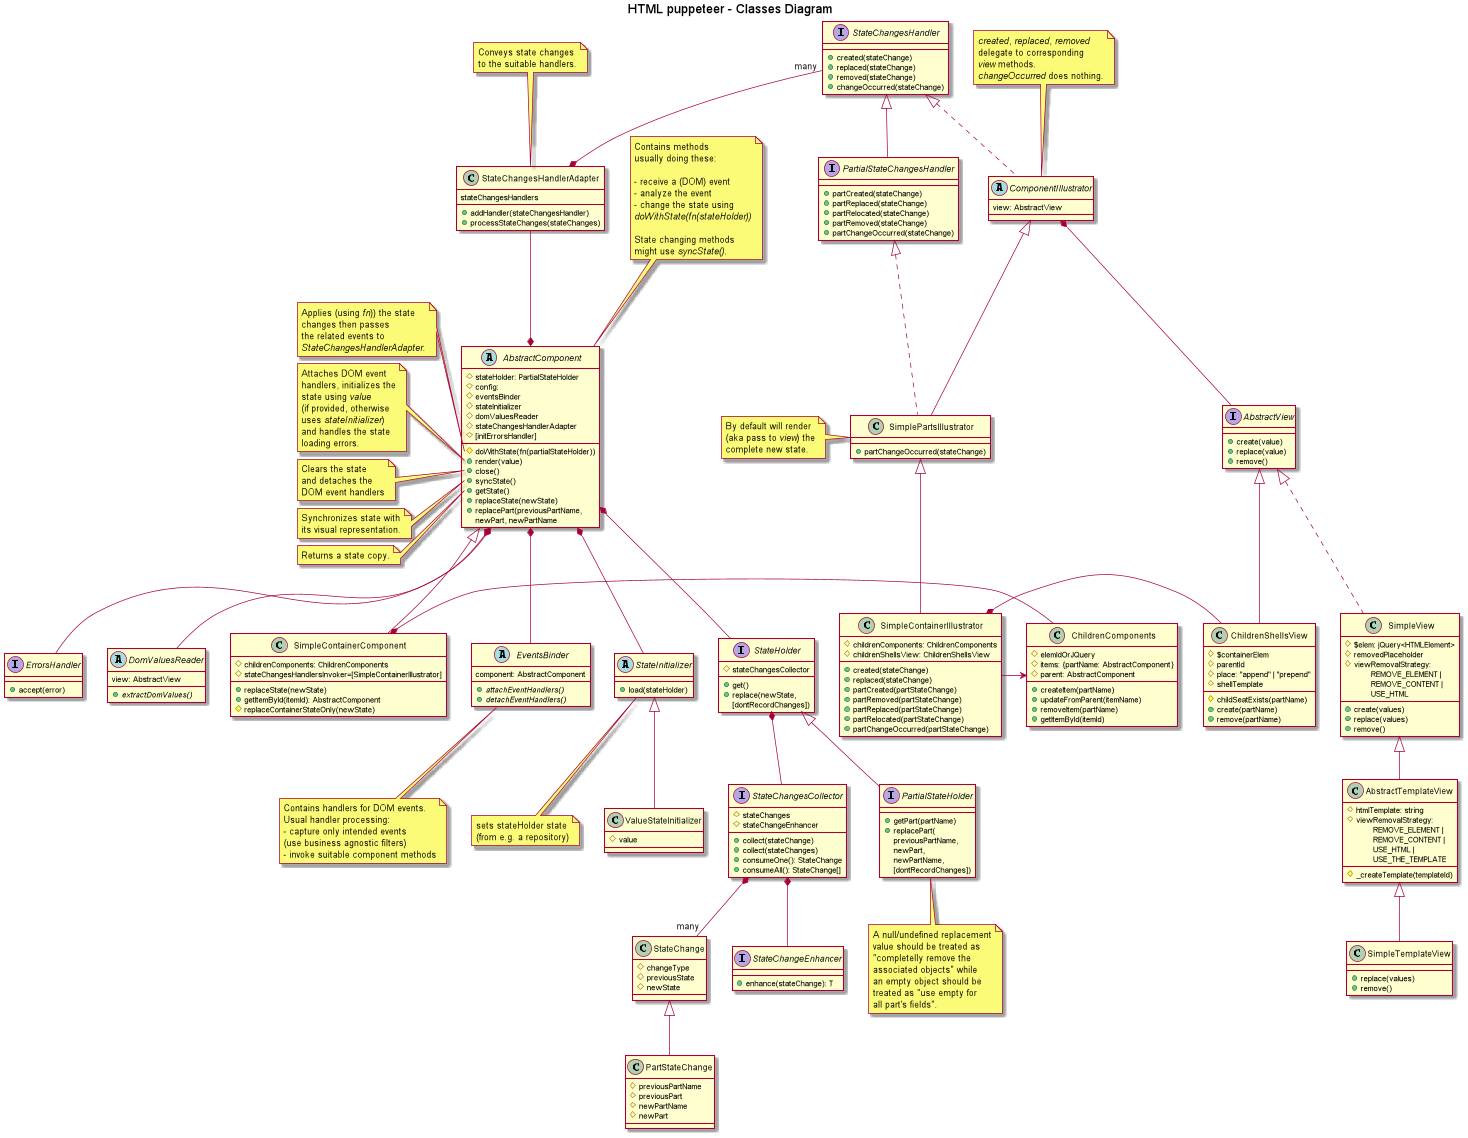 HTML puppeteer - Classes Diagram
I StateChangesHandler
created(stateChange)
replaced(stateChange)
removed(stateChange)
changeOccurred(stateChange)
created, replaced, removed
delegate to corresponding
view methods.
changeOccurred does nothing.
Conveys state changes
to the suitable handlers.
many
Contains methods
usually doing these:
- receive a (DOM) event
- analyze the event
- change the state using
doWithState(fn(stateHolder))
State changing methods
might use syncState().
C StateChangesHandlerAdapter
stateChangesHandlers
addHandler(stateChangesHandler)
processStateChanges(stateChanges)
I PartialStateChangesHandler
partCreated(stateChange)
partReplaced(stateChange)
partRelocated(stateChange)
partRemoved(stateChange)
partChangeOccurred(stateChange)
A ComponentIllustrator
view: AbstractView
Applies (using fn)) the state
changes then passes
the related events to
StateChangesHandlerAdapter.
Attaches DOM event
handlers, initializes the
state using value
(if provided, otherwise
uses stateInitializer)
and handles the state
loading errors.
Clears the state
and detaches the
DOM event handlers
Synchronizes state with
its visual representation.
Returns a state copy.
A AbstractComponent
stateHolder: PartialStateHolder
config:
eventsBinder
stateInitializer
domValuesReader
stateChangesHandlerAdapter
[initErrorsHandler]
doWithState(fn(partialStateHolder))
render(value)
close()
syncState()
getState()
replaceState(newState)
replacePart(previousPartName,
newPart, newPartName
By default will render
(aka pass to view) the
complete new state.
C SimplePartsIllustrator
partChangeOccurred(stateChange)
I AbstractView
create(value)
replace(value)
remove()
I ErrorsHandler
accept(error)
A DomValuesReader
view: AbstractView
extractDomValues()
C SimpleContainerComponent
childrenComponents: ChildrenComponents
stateChangesHandlersInvoker=[SimpleContainerIllustrator]
replaceState(newState)
getItemById(itemId): AbstractComponent
replaceContainerStateOnly(newState)
A EventsBinder
component: AbstractComponent
attachEventHandlers()
detachEventHandlers()
A StateInitializer
load(stateHolder)
I StateHolder
stateChangesCollector
get()
replace(newState,
[dontRecordChanges])
C SimpleContainerIllustrator
childrenComponents: ChildrenComponents
childrenShellsView: ChildrenShellsView
created(stateChange)
replaced(stateChange)
partCreated(partStateChange)
partRemoved(partStateChange)
partReplaced(partStateChange)
partRelocated(partStateChange)
partChangeOccurred(partStateChange)
C ChildrenComponents
elemIdOrJQuery
items: {partName: AbstractComponent}
parent: AbstractComponent
createItem(partName)
updateFromParent(itemName)
removeItem(partName)
getItemById(itemId)
C ChildrenShellsView
$containerElem
parentId
place: "append" | "prepend"
shellTemplate
childSeatExists(partName)
create(partName)
remove(partName)
C SimpleView
$elem: jQuery<HTMLElement>
removedPlaceholder
viewRemovalStrategy:
REMOVE_ELEMENT |
REMOVE_CONTENT |
USE_HTML
create(values)
replace(values)
remove()
Contains handlers for DOM events.
Usual handler processing:
- capture only intended events
(use business agnostic filters)
- invoke suitable component methods
sets stateHolder state
(from e.g. a repository)
C ValueStateInitializer
value
I StateChangesCollector
stateChanges
stateChangeEnhancer
collect(stateChange)
collect(stateChanges)
consumeOne(): StateChange
consumeAll(): StateChange[]
I PartialStateHolder
getPart(partName)
replacePart(
previousPartName,
newPart,
newPartName,
[dontRecordChanges])
C AbstractTemplateView
htmlTemplate: string
viewRemovalStrategy:
REMOVE_ELEMENT |
REMOVE_CONTENT |
USE_HTML |
USE_THE_TEMPLATE
_createTemplate(templateId)
many
C StateChange
changeType
previousState
newState
I StateChangeEnhancer
enhance(stateChange): T
A null/undefined replacement
value should be treated as
"completelly remove the
associated objects" while
an empty object should be
treated as "use empty for
all part's fields".
C SimpleTemplateView
replace(values)
remove()
C PartStateChange
previousPartName
previousPart
newPartName
newPart